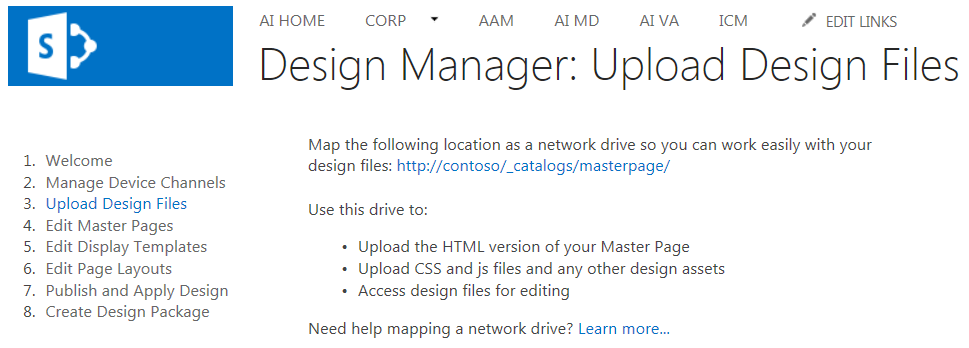 S
AI HOME CORP AAM AI MD AI VA ICM EDIT LINKS
Design Manager: Upload Design Files
1. Welcome
2. Manage Device Channels
3. Upload Design Files
4. Edit Master Pages
5. Edit Display Templates
6. Edit Page Layouts
7. Publish and Apply Design
8. Create Design Package
Map the following location as a network drive so you can work easily with your
design files: http://contoso/_catalogs/masterpage/
Use this drive to:
• Upload the HTML version of your Master Page
• Upload CSS and js files and any other design assets
• Access design files for editing
Need help mapping a network drive? Learn more...